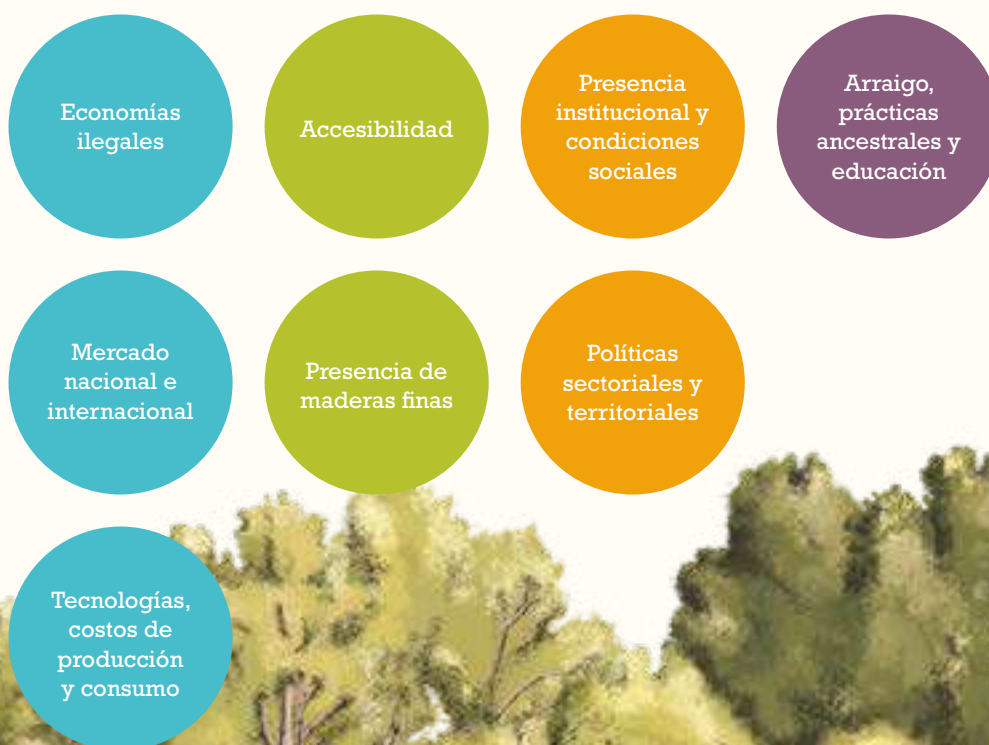 Economías
ilegales
Accesibilidad
Presencia
institucional y
condiciones
sociales
Arraigo,
prácticas
ancestrales y
educación
Mercado
nacional e
internacional
Presencia de
maderas finas
Políticas
sectoriales y
territoriales
Tecnologías,
costos de
producción
y consumo